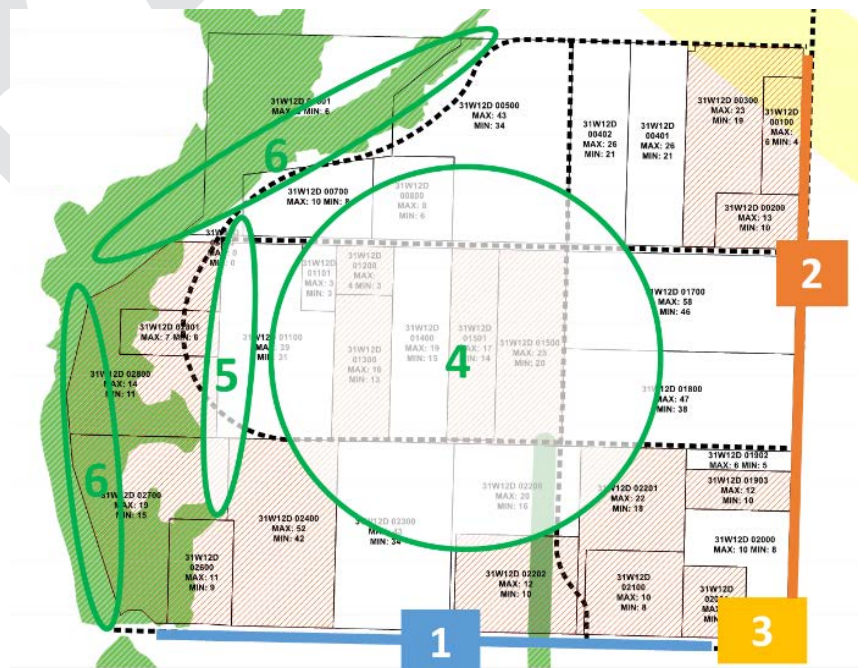 31W12D 00500
MAX: 43
MIN: 34
31W12D
00402
MAX: 26
MIN: 21
31W12D
00401
MAX: 26
MIN: 21
31W12D 00300
MAX: 23
MIN: 19
31W12D
00100
MAX:
6 MIN: 4
31W12D 00200
MAX: 13
MIN: 10
6
31W12D 00700
MAX: 10 MIN: 8
31W12D
00800
MAX: 8
MIN: 6
2
31W12D
01101
MAX: 3
MIN: 3
31W12D
01200
MAX:
4 MIN: 3
31W12D 01700
MAX: 58
MIN: 46
31W12D 01100
31W12D
01300
MIN: 13
31W12D
01400
MAX: 19
MIN: 15
31W12D
01501
MAX: 17
MIN: 14
31W12D 01500
MIN: 20
4
5
MAX: 7 MIN: 6
31W12D 02800
MAX: 14
MIN: 11
31W12D 01800
MAX: 47
MIN: 38
31W12D 01902
MAX: 6 MIN: 5
31W12D 01903
MAX: 12
MIN: 10
31W12D 02000
MAX: 10 MIN: 8
6
31W12D 02700
MAX: 19
MIN: 15
31W12D 02400
MAX: 52
MIN: 42
31W12D 02300
MIN: 34
31W12D 02200
MAX: 20
MIN: 16
31W12D 02201
MAX: 22
MIN: 18
31W12D
02600
MAX: 11
MIN: 9
31W12D 02202
MAX: 12
MIN: 10
31W12D
02100
MAX: 10
MIN: 8
31W12D
1
3